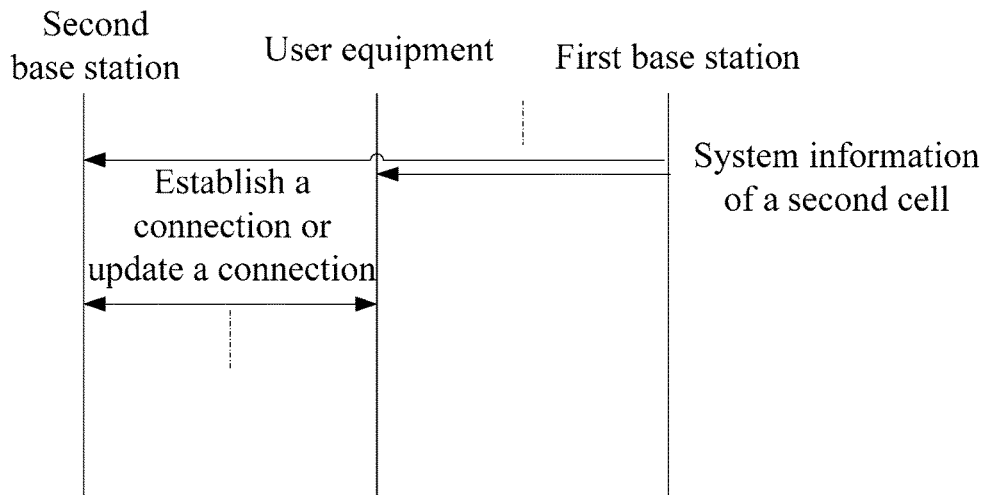 Second
base station
User equipment
First base station
System information
of a second cell
Establish a
connection or
update a connection